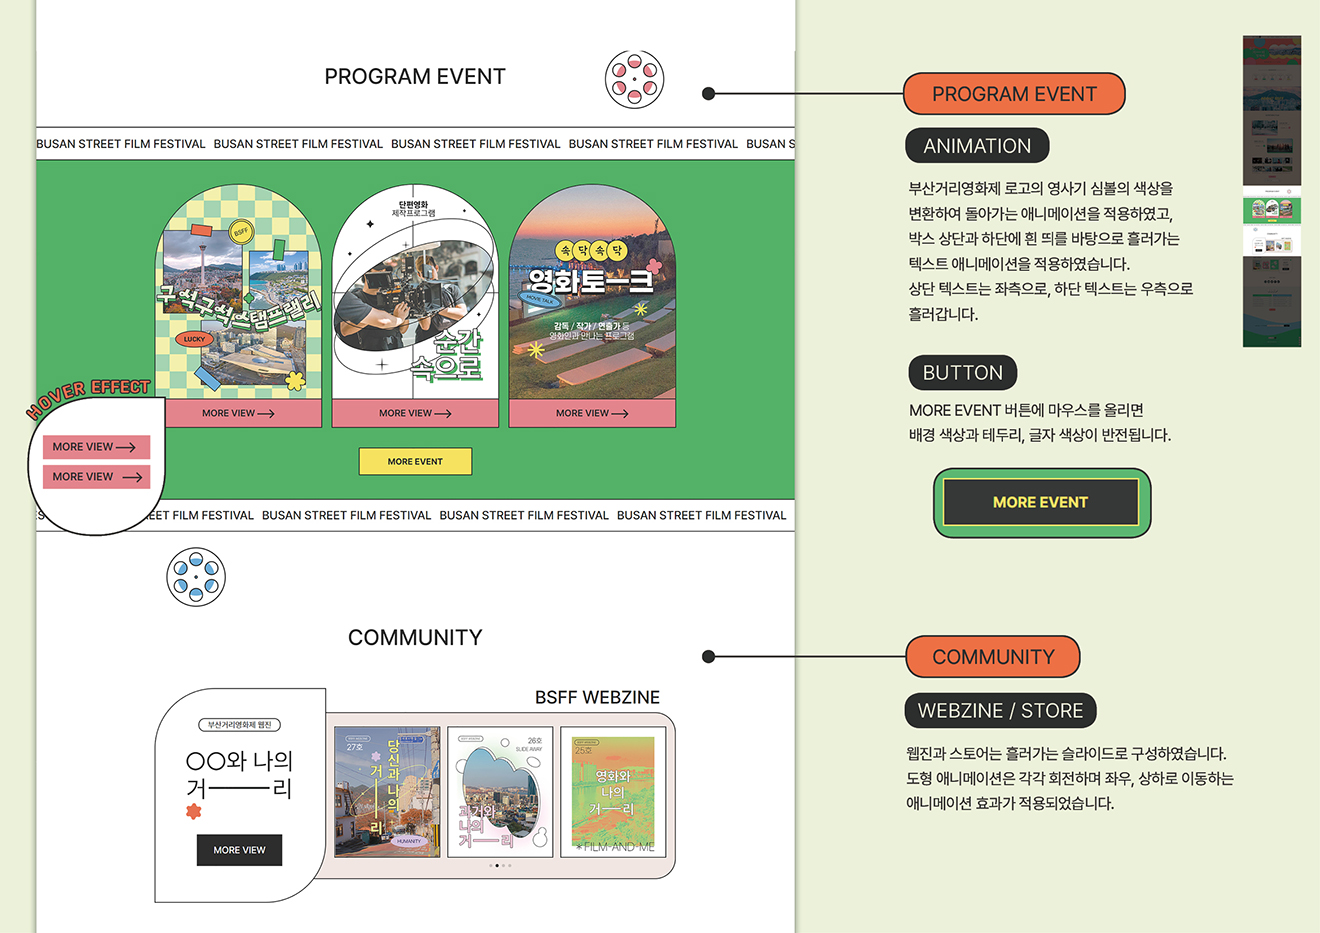 PROGRAM EVENT
BUSAN STREET FILM FESTIVAL BUSAN STREET FILM FESTIVAL BUSAN STREET FILM FESTIVAL BUSAN STREET FILM FESTIVAL BUSAN S
BSFF
구석구석스탬프랠리
LUCKY
MORE VIEW
단편영화
제작프로그램
순간
속으로
MORE VIEW
속닥속닥
영화토크
MOVIE TALK
감독 / 작가 / 연출가 등
영화인과 만나는 프로그램
MORE VIEW
HOVER EFFECT
MORE VIEW
MORE VIEW
MORE EVENT
EET FILM FESTIVAL BUSAN STREET FILM FESTIVAL BUSAN STREET FILM FESTIVAL BUSAN STREET FILM FESTIVAL
COMMUNITY
BSFF WEBZINE
부산거리영화제 웹진
○○와 나의
거──리
MORE VIEW
27호
당신과 나의
거──리
HUMANITY
26호
SLIDE AWAY
과거와
나의
거──리
25호
영화와
나의
거──리
*FILM-AND-ME
PROGRAM EVENT
ANIMATION
부산거리영화제 로고의 영사기 심볼의 색상을
변환하여 돌아가는 애니메이션을 적용하였고,
박스 상단과 하단에 흰 띄를 바탕으로 흘러가는
텍스트 애니메이션을 적용하였습니다.
상단 텍스트는 좌측으로, 하단 텍스트는 우측으로
흘러갑니다.
BUTTON
MORE EVENT 버튼에 마우스를 올리면
배경 색상과 테두리, 글자 색상이 반전됩니다.
MORE EVENT
COMMUNITY
WEBZINE / STORE
웹진과 스토어는 흘러가는 슬라이드로 구성하였습니다.
도형 애니메이션은 각각 회전하며 좌우, 상하로 이동하는
애니메이션 효과가 적용되었습니다.